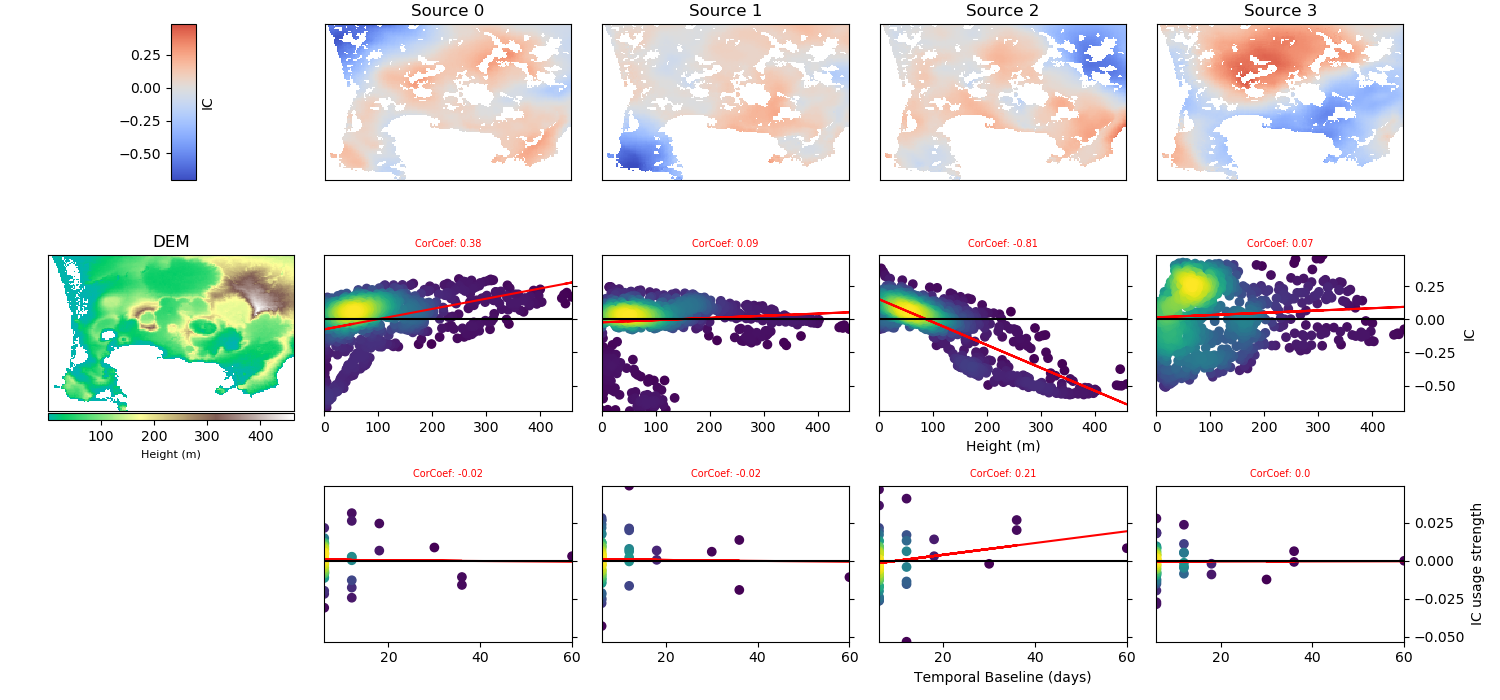 Source 0
Source 1
Source 2
Source 3
0.25
0.00
−0.25
−0.50
IC
DEM
100
200
300
400
Height (m)
CorCoef: 0.38
CorCoef: 0.09
CorCoef: -0.81
CorCoef: 0.07
0.25
0.00
−0.25
−0.50
IC
0 100 200 300 400
0 100 200 300 400
0 100 200 300 400
0 100 200 300 400
Height (m)
CorCoef: -0.02
CorCoef: -0.02
CorCoef: 0.21
CorCoef: 0.0
0.025
0.000
−0.025
−0.050
IC usage strength
20 40 60
20 40 60
20 40 60
20 40 60
Temporal Baseline (days)